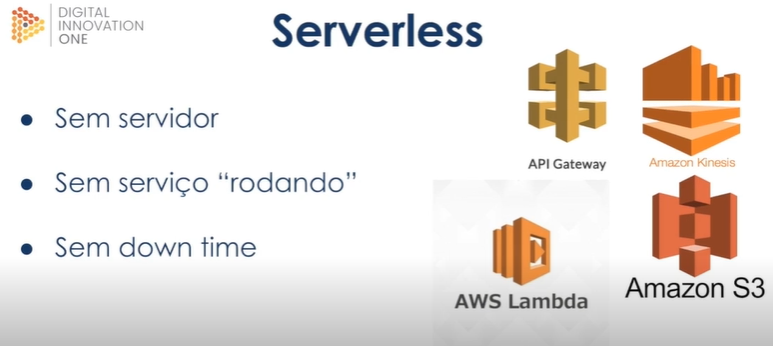 DIGITAL
INNOVATION
ONE
Serverless
● Sem servidor
● Sem serviço “rodando”
● Sem down time
API Gateway
Amazon Kinesis
AWS Lambda
Amazon S3